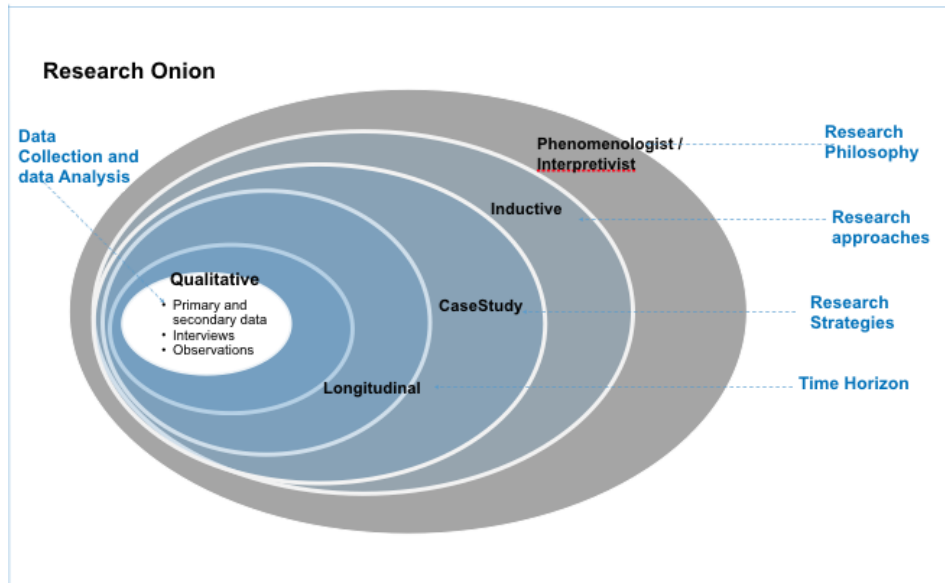 Research Onion
Data
Collection and
data Analysis
Phenomenologist /
Interpretivist
Research
Philosophy
Inductive
Research
approaches
Qualitative
• Primary and
secondary data
• Interviews
• Observations
CaseStudy
Research
Strategies
Longitudinal
Time Horizon